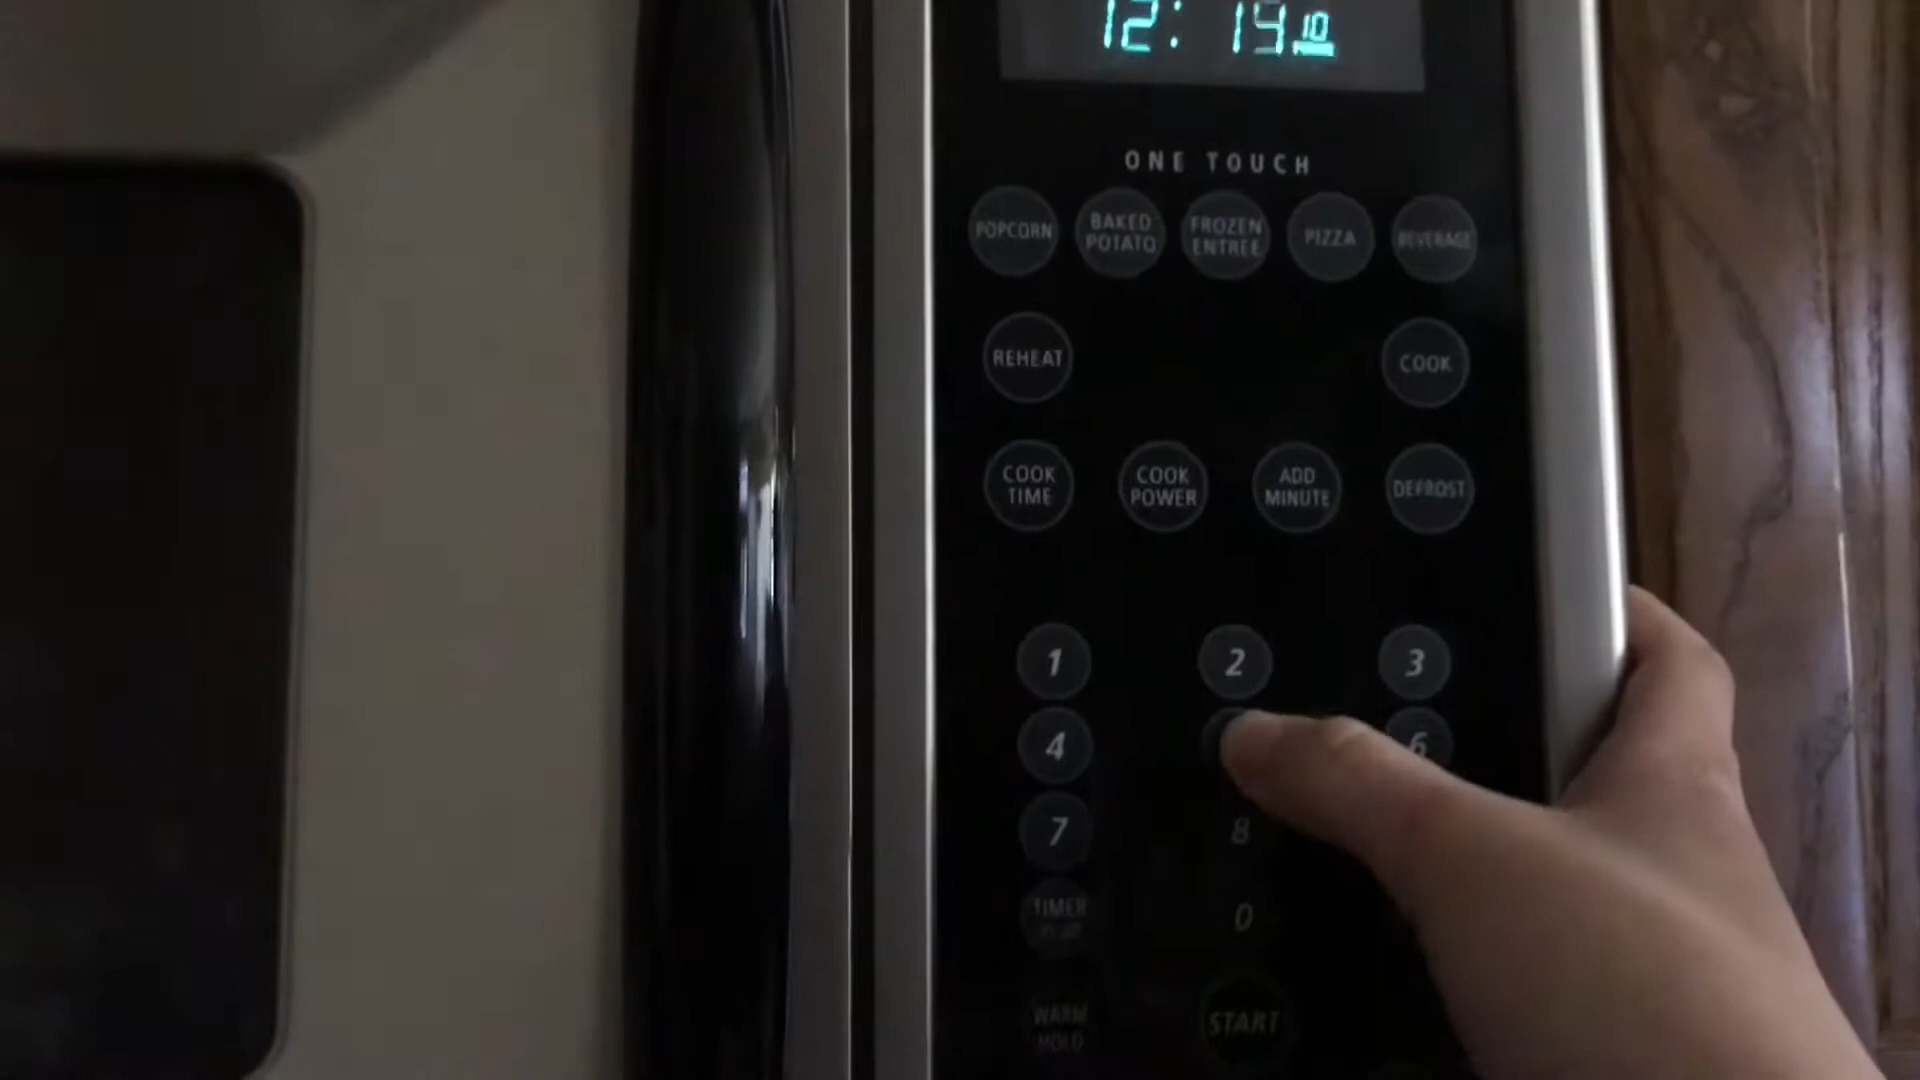 12: 19 10
ONE TOUCH
POPCORN
BAKED
POTATO
FROZEN
ENTREE
PIZZA
BEVERAGE
REHEAT
COOK
COOK
TIME
COOK
POWER
ADD
MINUTE
DEFROST
1
2
3
4
6
7
8
TIMER
0
WARM
HOLD
START